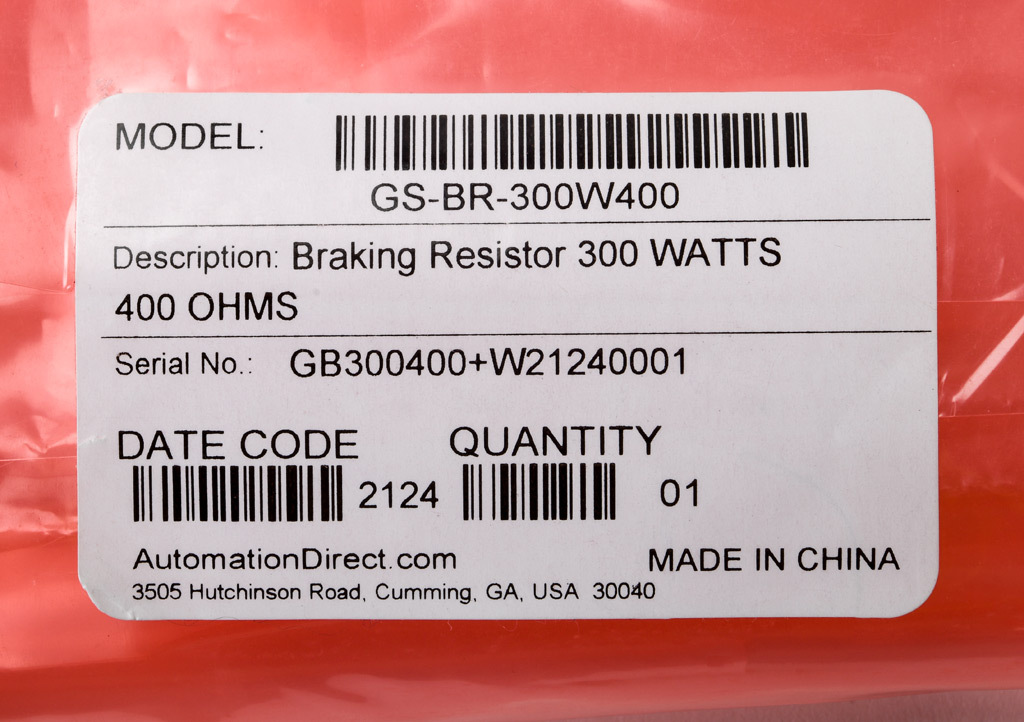 MODEL:
GS-BR-300W400
Description: Braking Resistor 300 WATTS
400 OHMS
Serial No.: GB300400+W21240001
DATE CODE QUANTITY
2124 01
AutomationDirect.com MADE IN CHINA
3505 Hutchinson Road, Cumming, GA, USA 30040